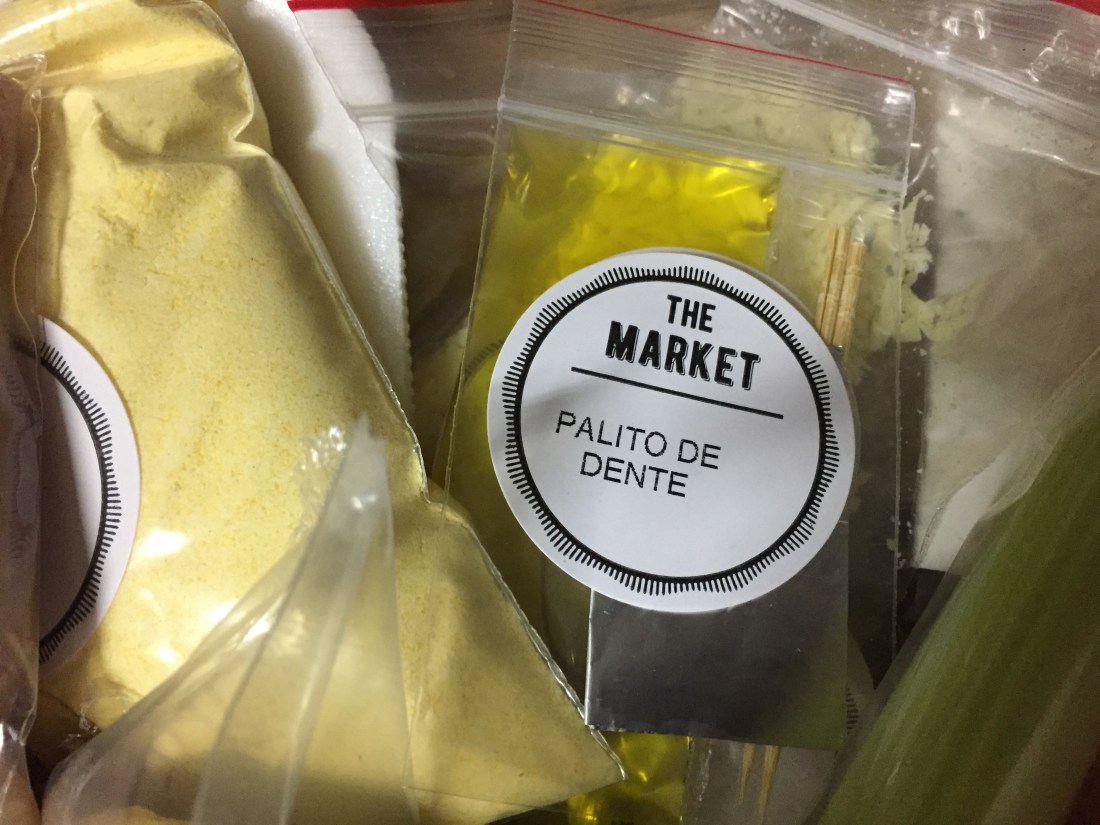 THE
MARKET
PALITO DE
DENTE